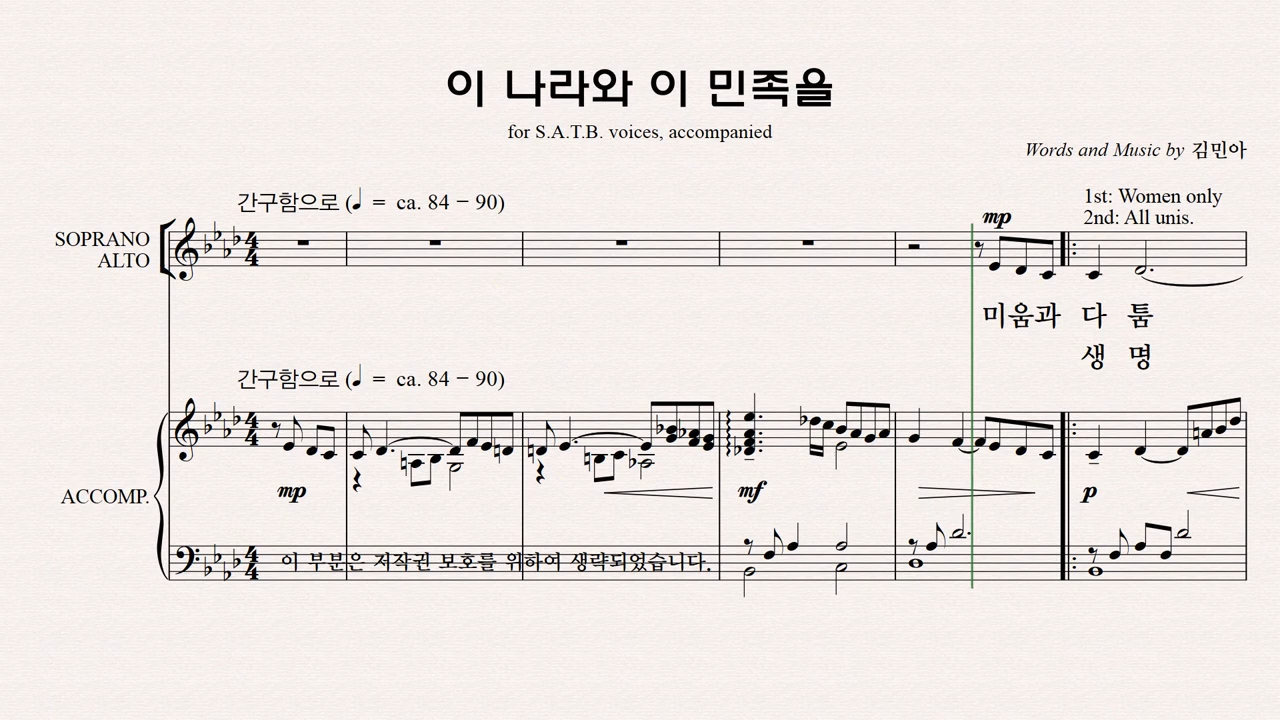 이 나라와 이 민족을
for S.A.T.B. voices, accompanied
Words and Music by 김민아
간구함으로 (♩ = ca. 84 – 90)
1st: Women only
2nd: All unis.
mp
SOPRANO
ALTO
미움과 다 툼
생 명
간구함으로 (♩ = ca. 84 – 90)
ACCOMP.
mp mf p
이 부분은 저작권 보호를 위하여 생략되었습니다.